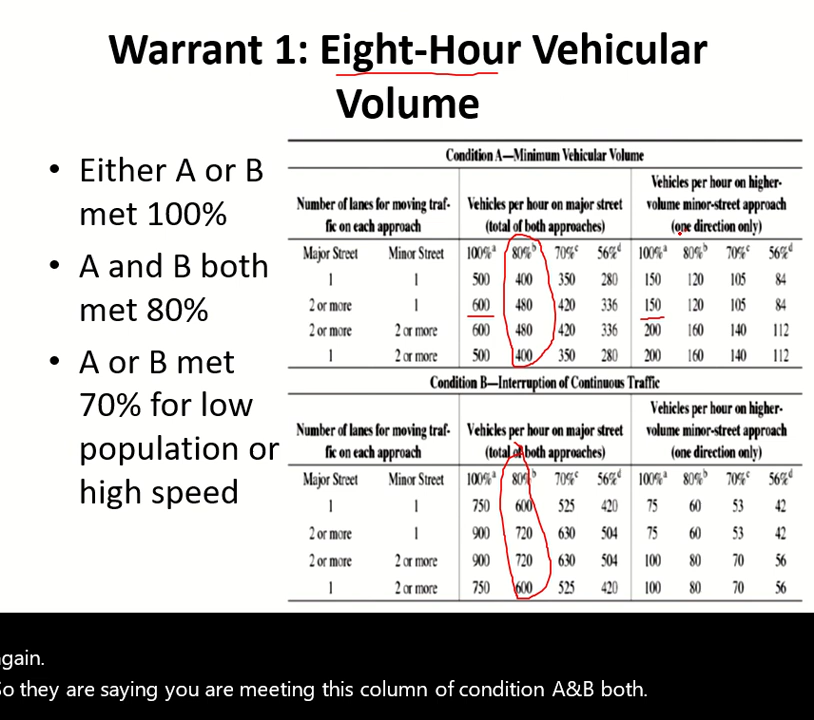 Warrant 1: Eight-Hour Vehicular
Volume
• Either A or B
met 100%
• A and B both
met 80%
• A or B met
70% for low
population or
high speed
Condition A—Minimum Vehicular Volume
Number of lanes for moving traf-
fic on each approach
Vehicles per hour on major street
(total of both approaches)
Vehicles per hour on higher-
volume minor-street approach
(one direction only)
Major Street Minor Street 100%a 80%b 70%c 56%d 100%a 80%b 70%c 56%d
1 1 500 400 350 280 150 120 105 84
2 or more 1 600 480 420 336 150 120 105 84
2 or more 2 or more 600 480 420 336 200 160 140 112
1 2 or more 500 400 350 280 200 160 140 112
Condition B—Interruption of Continuous Traffic
Number of lanes for moving traf-
fic on each approach
Vehicles per hour on major street
(total of both approaches)
Vehicles per hour on higher-
volume minor-street approach
(one direction only)
Major Street Minor Street 100%a 80%b 70%c 56%d 100%a 80%b 70%c 56%d
1 1 750 600 525 420 75 60 53 42
2 or more 1 900 720 630 504 75 60 53 42
2 or more 2 or more 900 720 630 504 100 80 70 56
1 2 or more 750 600 525 420 100 80 70 56
gain.
So they are saying you are meeting this column of condition A&B both.